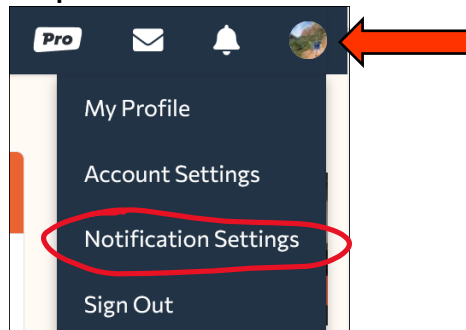 Pro
My Profile
Account Settings
Notification Settings
Sign Out